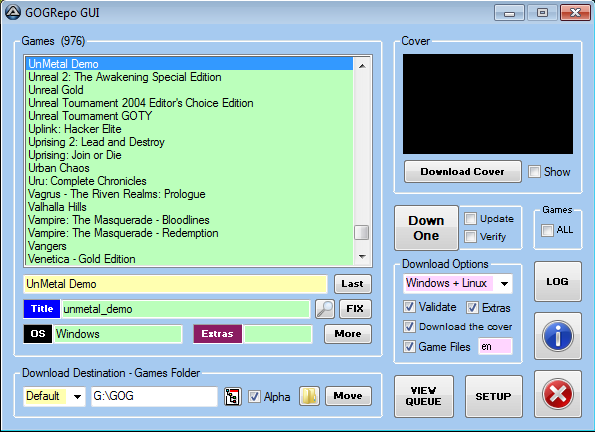 GOGRepo GUI
Games (976)
UnMetal Demo
Unreal 2: The Awakening Special Edition
Unreal Gold
Unreal Tournament 2004 Editor's Choice Edition
Unreal Tournament GOTY
Uplink: Hacker Elite
Uprising 2: Lead and Destroy
Uprising: Join or Die
Urban Chaos
Uru: Complete Chronicles
Vagrus - The Riven Realms: Prologue
Valhalla Hills
Vampire: The Masquerade - Bloodlines
Vampire: The Masquerade - Redemption
Vangers
Venetica - Gold Edition
UnMetal Demo
Last
Title
unmetal_demo
FIX
OS
Windows
Extras
More
Download Destination - Games Folder
Default
G:\GOG
Alpha
Move
Cover
Download Cover
Show
Down
One
Update
Verify
Games
ALL
Download Options
Windows + Linux
Validate
Extras
Download the cover
Game Files
en
LOG
VIEW
QUEUE
SETUP